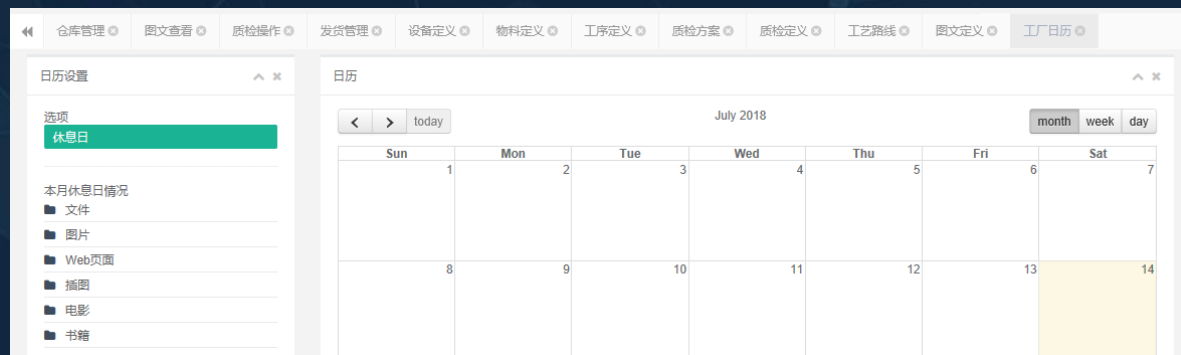 仓库管理 图文查看 质检操作 发货管理 设备定义 物料定义 工序定义 质检方案 质检定义 工艺路线 图文定义 工厂日历
日历设置
选项
休息日
本月休息日情况
文件
图片
Web页面
插图
电影
书籍
日历
today July 2018 month week day
Sun Mon Tue Wed Thu Fri Sat
1 2 3 4 5 6 7
8 9 10 11 12 13 14